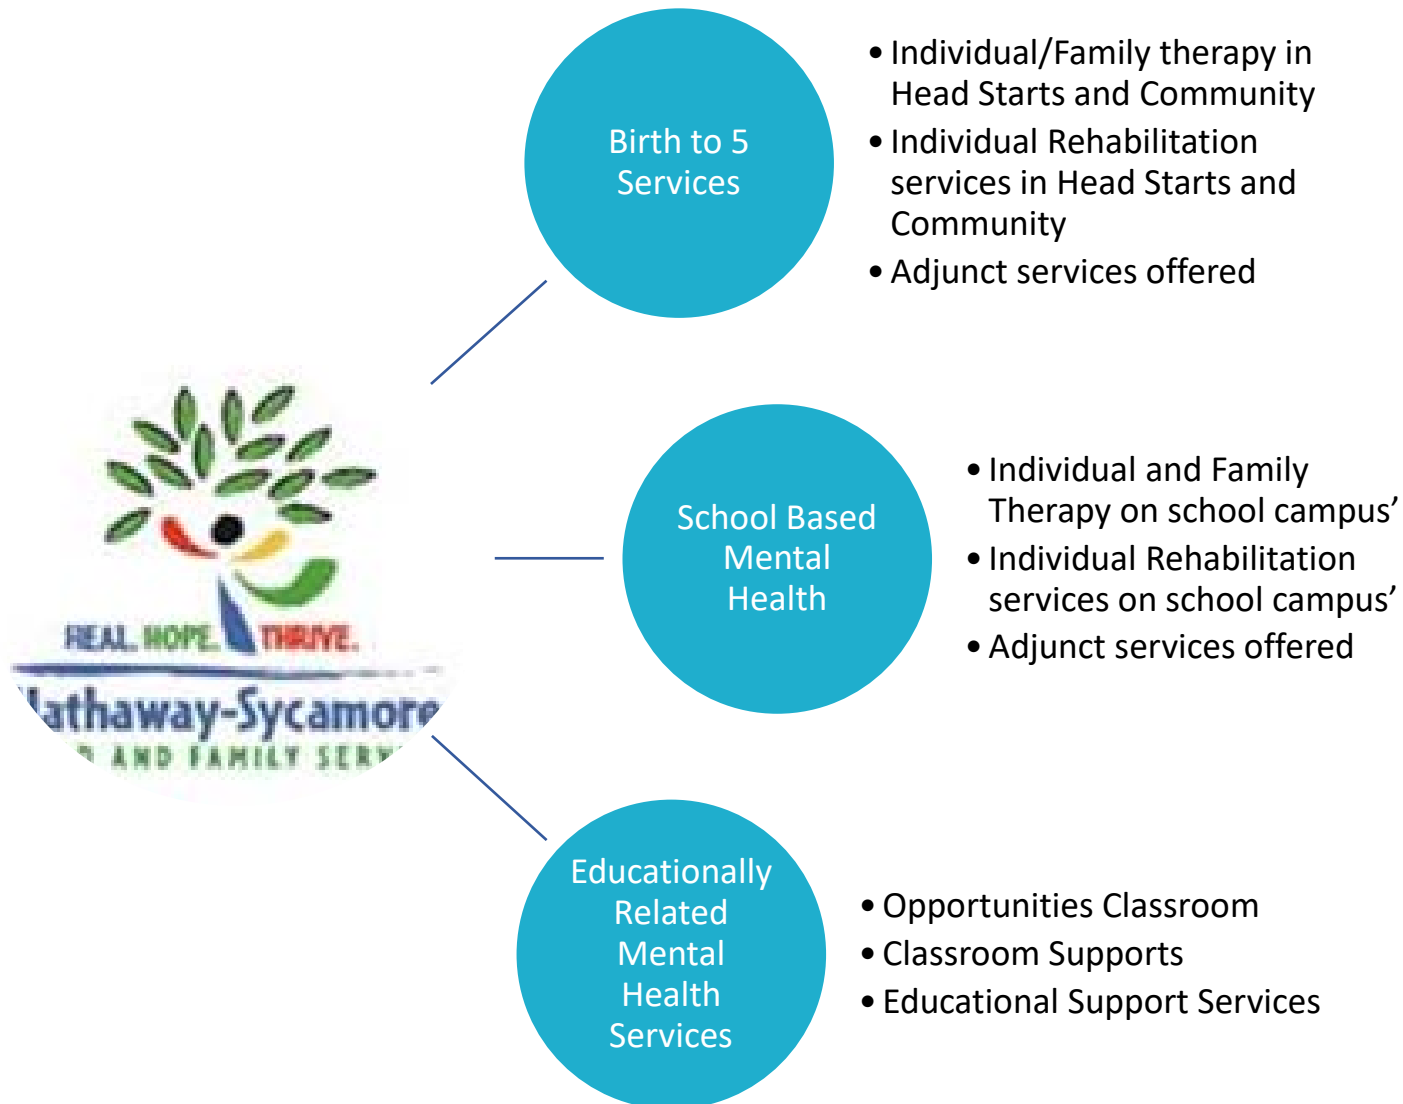 Birth to 5
Services
• Individual/Family therapy in
Head Starts and Community
• Individual Rehabilitation
services in Head Starts and
Community
• Adjunct services offered
HEAL. HOPE. THRIVE.
Hathaway-Sycamore
AND FAMILY SERV
School Based
Mental
Health
• Individual and Family
Therapy on school campus’
• Individual Rehabilitation
services on school campus’
• Adjunct services offered
Educationally
Related
Mental
Health
Services
• Opportunities Classroom
• Classroom Supports
• Educational Support Services